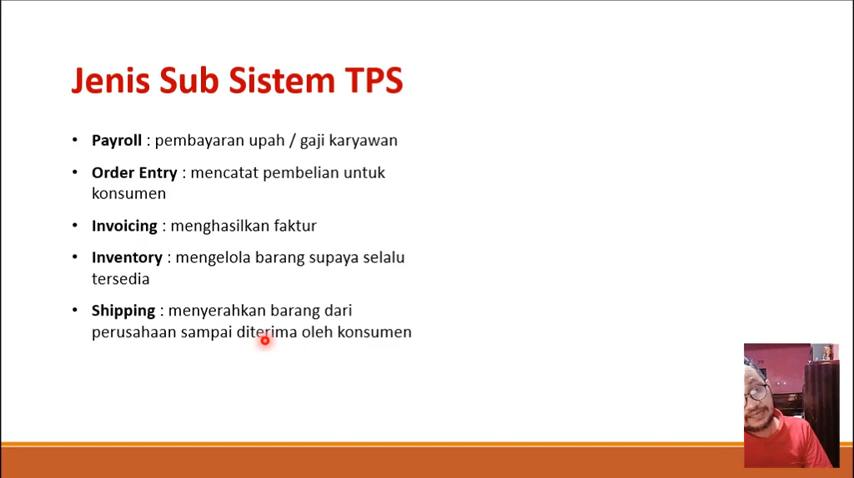 Jenis Sub Sistem TPS
• Payroll : pembayaran upah / gaji karyawan
• Order Entry : mencatat pembelian untuk
konsumen
• Invoicing : menghasilkan faktur
• Inventory : mengelola barang supaya selalu
tersedia
• Shipping : menyerahkan barang dari
perusahaan sampai diterima oleh konsumen